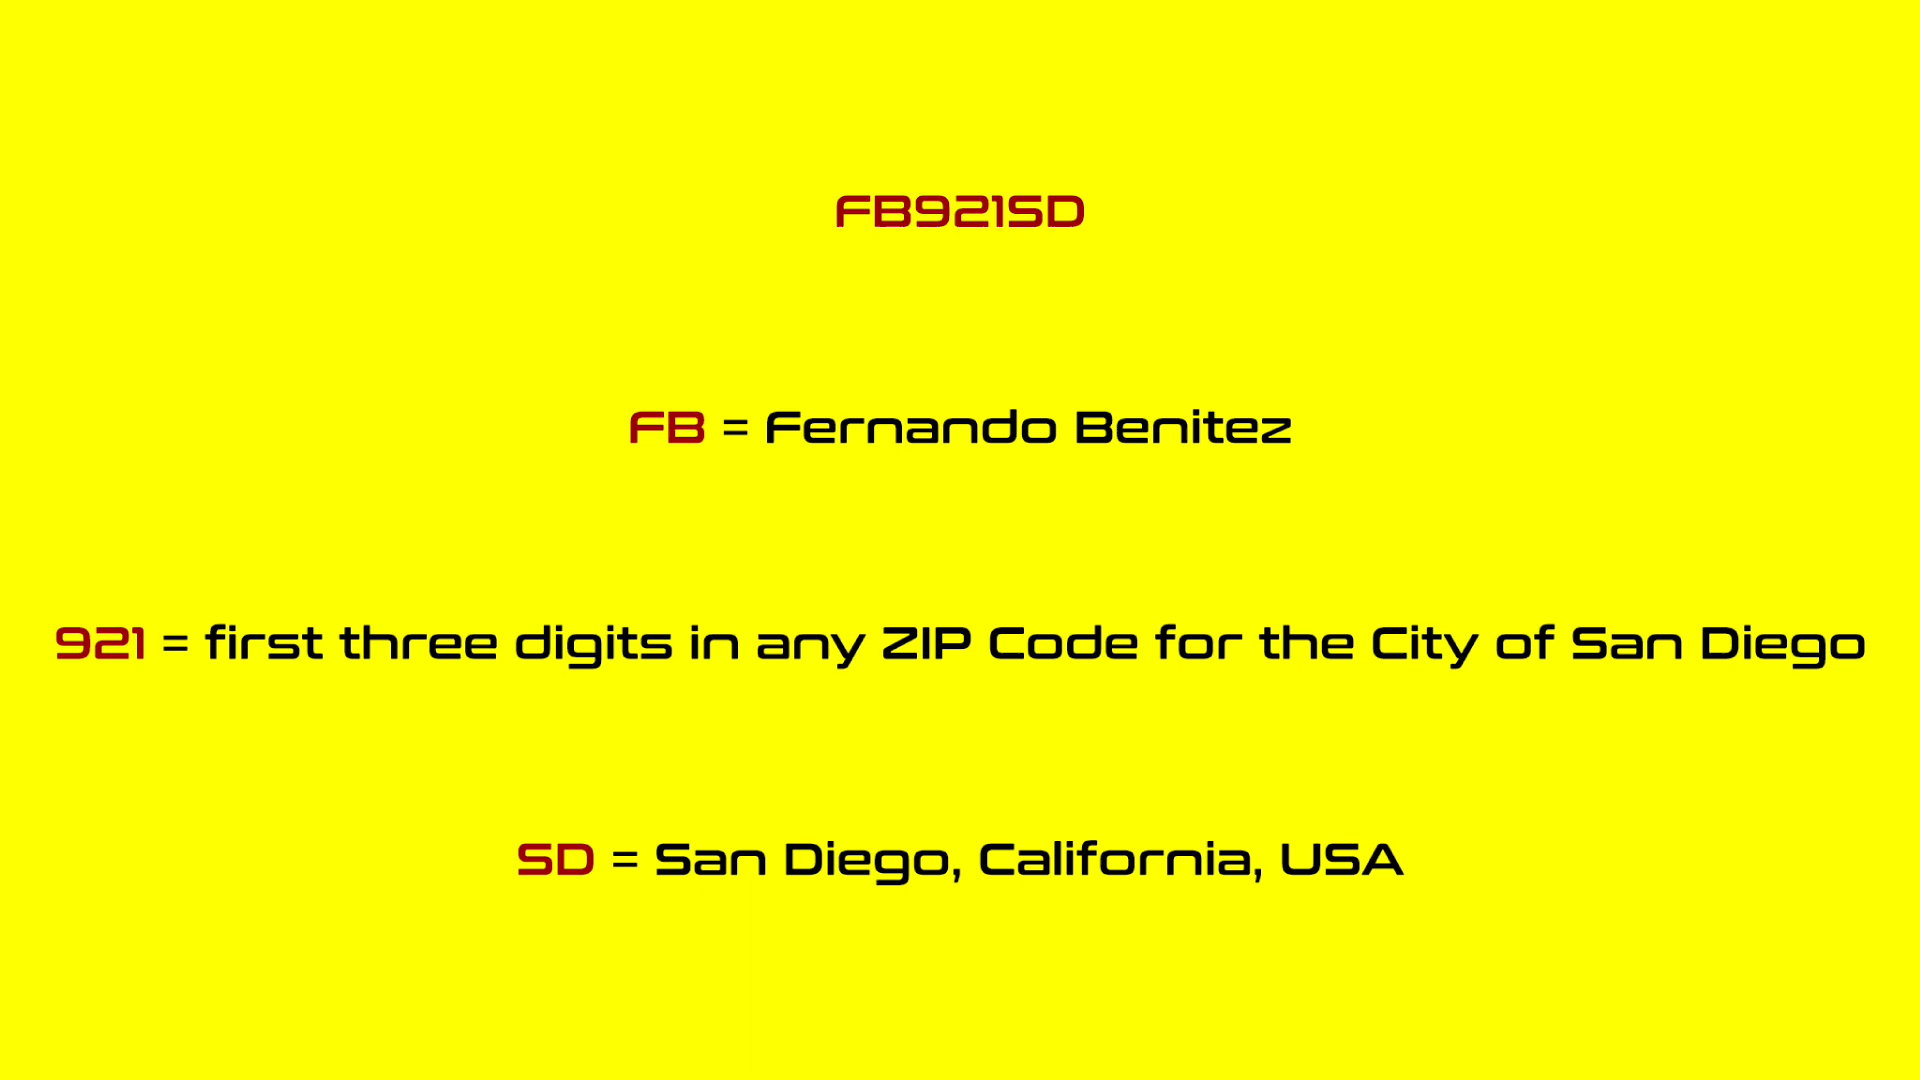 FB921SD
FB = Fernando Benitez
921 = first three digits in any ZIP Code for the City of San Diego
SD = San Diego, California, USA